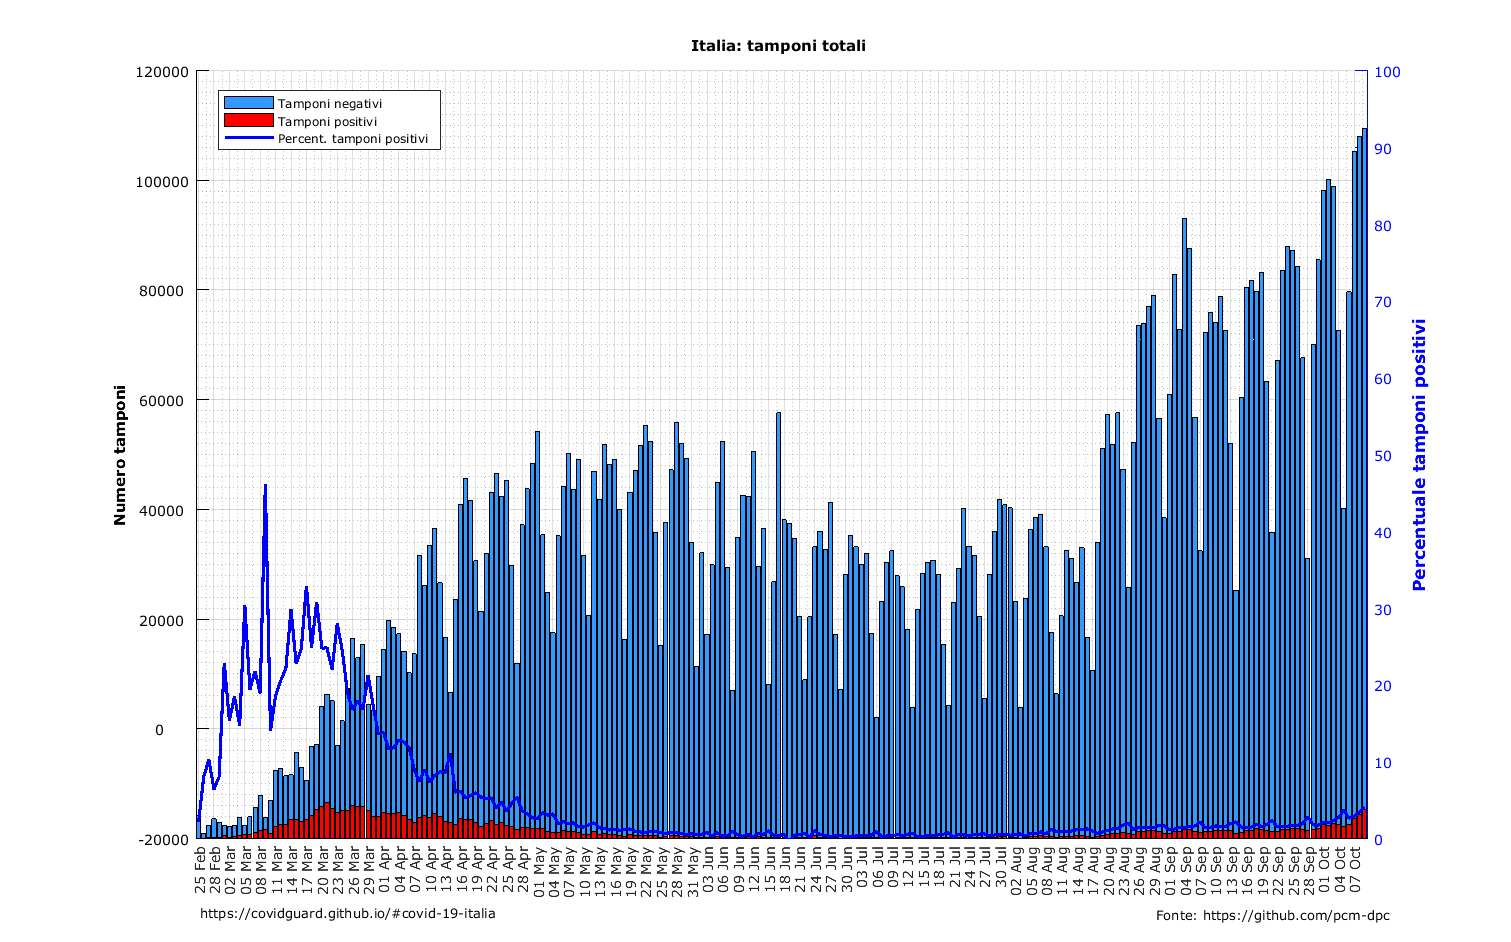 Italia: tamponi totali
120000
100000
80000
60000
40000
20000
0
-20000
Numero tamponi
Tamponi negativi
Tamponi positivi
Percent. tamponi positivi
100
90
80
70
60
50
40
30
20
10
0
Percentuale tamponi positivi
25 Feb
28 Feb
02 Mar
05 Mar
08 Mar
11 Mar
14 Mar
17 Mar
20 Mar
23 Mar
26 Mar
29 Mar
01 Apr
04 Apr
07 Apr
10 Apr
13 Apr
16 Apr
19 Apr
22 Apr
25 Apr
28 Apr
01 May
04 May
07 May
10 May
13 May
16 May
19 May
22 May
25 May
28 May
31 May
03 Jun
06 Jun
09 Jun
12 Jun
15 Jun
18 Jun
21 Jun
24 Jun
27 Jun
30 Jun
03 Jul
06 Jul
09 Jul
12 Jul
15 Jul
18 Jul
21 Jul
24 Jul
27 Jul
30 Jul
02 Aug
05 Aug
08 Aug
11 Aug
14 Aug
17 Aug
20 Aug
23 Aug
26 Aug
29 Aug
01 Sep
04 Sep
07 Sep
10 Sep
13 Sep
16 Sep
19 Sep
22 Sep
25 Sep
28 Sep
01 Oct
04 Oct
07 Oct
https://covidguard.github.io/#covid-19-italia
Fonte: https://github.com/pcm-dpc